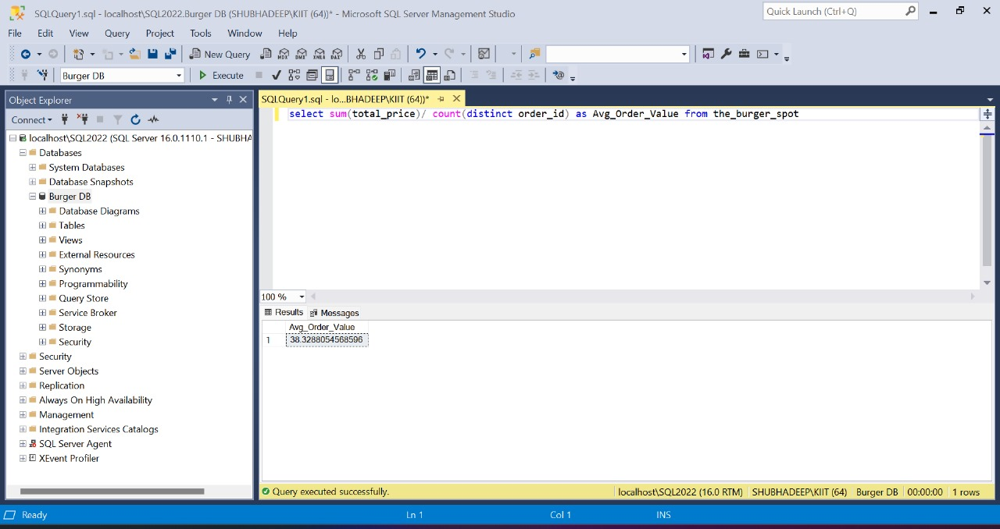 SQLQuery1.sql - localhost\SQL2022.Burger DB (SHUBHADEEP\KIIT (64))* - Microsoft SQL Server Management Studio
Quick Launch (Ctrl+Q)
File Edit View Query Project Tools Window Help
New Query
MDX DMX XMLA DAX
Burger DB
Execute
Object Explorer
Connect
localhost\SQL2022 (SQL Server 16.0.1110.1 - SHUBHA
Databases
System Databases
Database Snapshots
Burger DB
Database Diagrams
Tables
Views
External Resources
Synonyms
Programmability
Query Store
Service Broker
Storage
Security
Security
Server Objects
Replication
Always On High Availability
Management
Integration Services Catalogs
SQL Server Agent
XEvent Profiler
SQLQuery1.sql - lo...BHADEEP\KIIT (64))*
select sum(total_price)/ count(distinct order_id) as Avg_Order_Value from the_burger_spot
100 %
Results Messages
Avg_Order_Value
1 38.3288054568596
Query executed successfully.
localhost\SQL2022 (16.0 RTM) SHUBHADEEP\KIIT (64) Burger DB 00:00:00 1 rows
Ready Ln 1 Col 1 INS